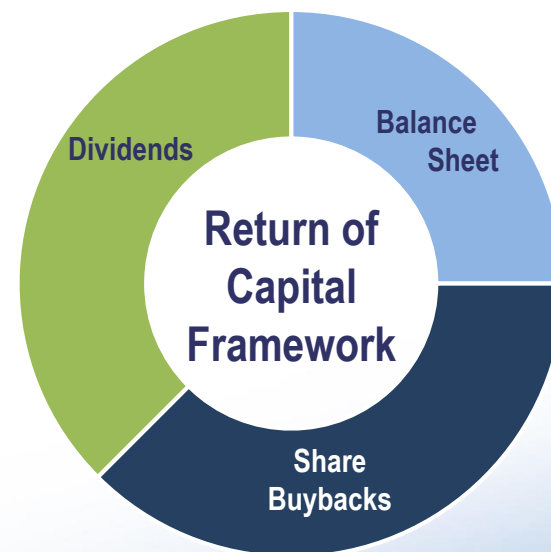 Dividends
Balance
Sheet
Return of
Capital
Framework
Share
Buybacks